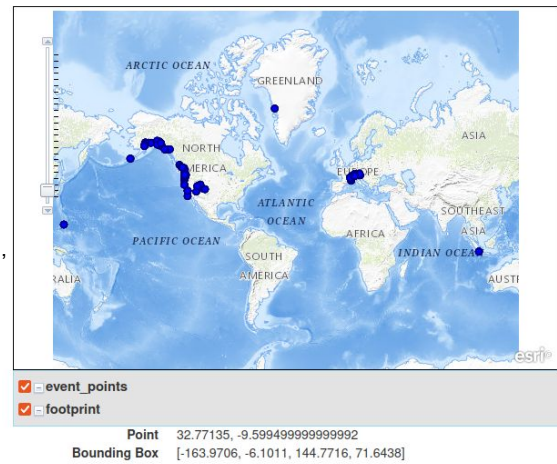 ARCTIC OCEAN
GREENLAND
ASIA
NORTH
AMERICA
EUROPE
ATLANTIC
OCEAN
SOUTHEAST
ASIA
AFRICA
PACIFIC OCEAN
INDIAN OCEAN
SOUTH
AMERICA
RALIA
AUST
esri
,
event_points
footprint
Point 32.77135, -9.599499999999992
Bounding Box [-163.9706, -6.1011, 144.7716, 71.6438]